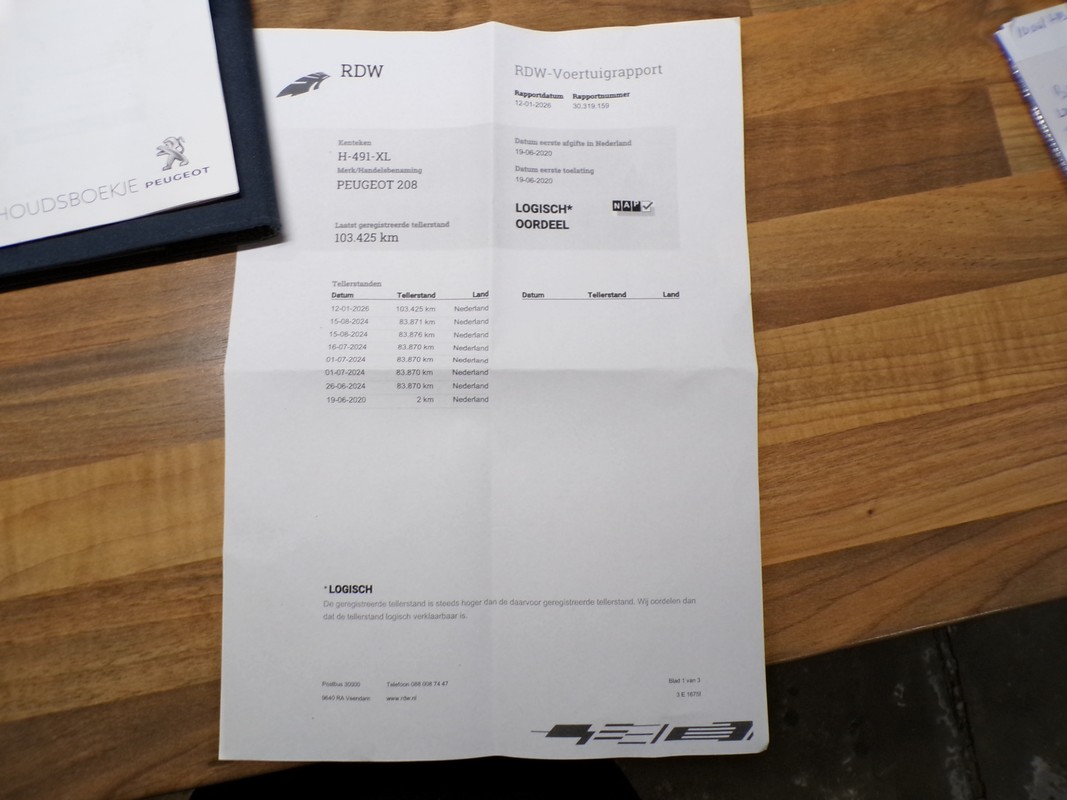 HOUDSBOEKJE PEUGEOT
RDW
RDW-Voertuigrapport
Rapportdatum Rapportnummer
12-01-2026 30.319.159
Kenteken
H-491-XL
Merk/Handelsbenaming
PEUGEOT 208
Laatst geregistreerde tellerstand
103.425 km
Datum eerste afgifte in Nederland
19-06-2020
Datum eerste toelating
19-06-2020
LOGISCH*
OORDEEL
NAP
Tellerstanden
Datum Tellerstand Land
12-01-2026 103.425 km Nederland
15-08-2024 83.871 km Nederland
15-08-2024 83.876 km Nederland
16-07-2024 83.870 km Nederland
01-07-2024 83.870 km Nederland
01-07-2024 83.870 km Nederland
26-06-2024 83.870 km Nederland
19-06-2020 2 km Nederland
Datum Tellerstand Land
*LOGISCH
De geregistreerde tellerstand is steeds hoger dan de daarvoor geregistreerde tellerstand. Wij oordelen dan
dat de tellerstand logisch verklaarbaar is.
Postbus 30000 Telefoon 088 008 74 47
9640 RA Veendam www.rdw.nl
Blad 1 van 3